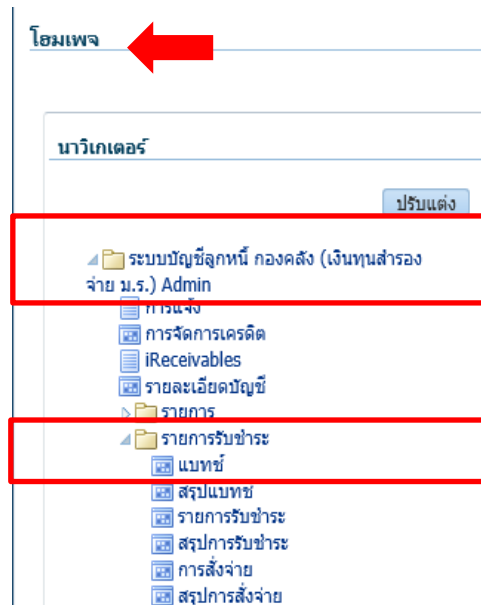 โฮมเพจ
นาวิเกเตอร์
ปรับแต่ง
ระบบบัญชีลูกหนี้ กองคลัง (เงินทุนสำรอง
จ่าย ม.ร.) Admin
การแจ้ง
การจัดการเครดิต
iReceivables
รายละเอียดบัญชี
รายการ
รายการรับชำระ
แบทช์
สรุปแบทช์
รายการรับชำระ
สรุปการรับชำระ
การสั่งจ่าย
สรุปการสั่งจ่าย